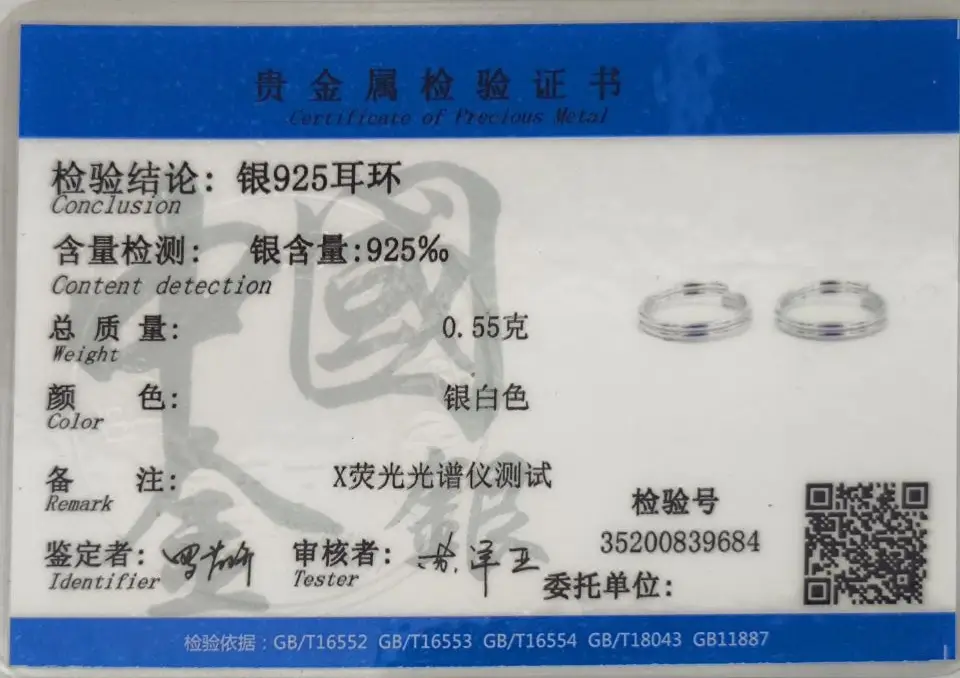 贵金属检验证书
Certificate of Precious Metal
检验结论: 银925耳环
Conclusion
含量检测: 银含量:925‰
Content detection
总 质 量: 0.55克
Weight
颜 色: 银白色
Color
备 注: X荧光光谱仪测试
Remark
检验号
35200839684
鉴定者: 审核者:
Identifier Tester
委托单位:
中國
金銀
检验依据：GB/T16552 GB/T16553 GB/T16554 GB/T18043 GB11887